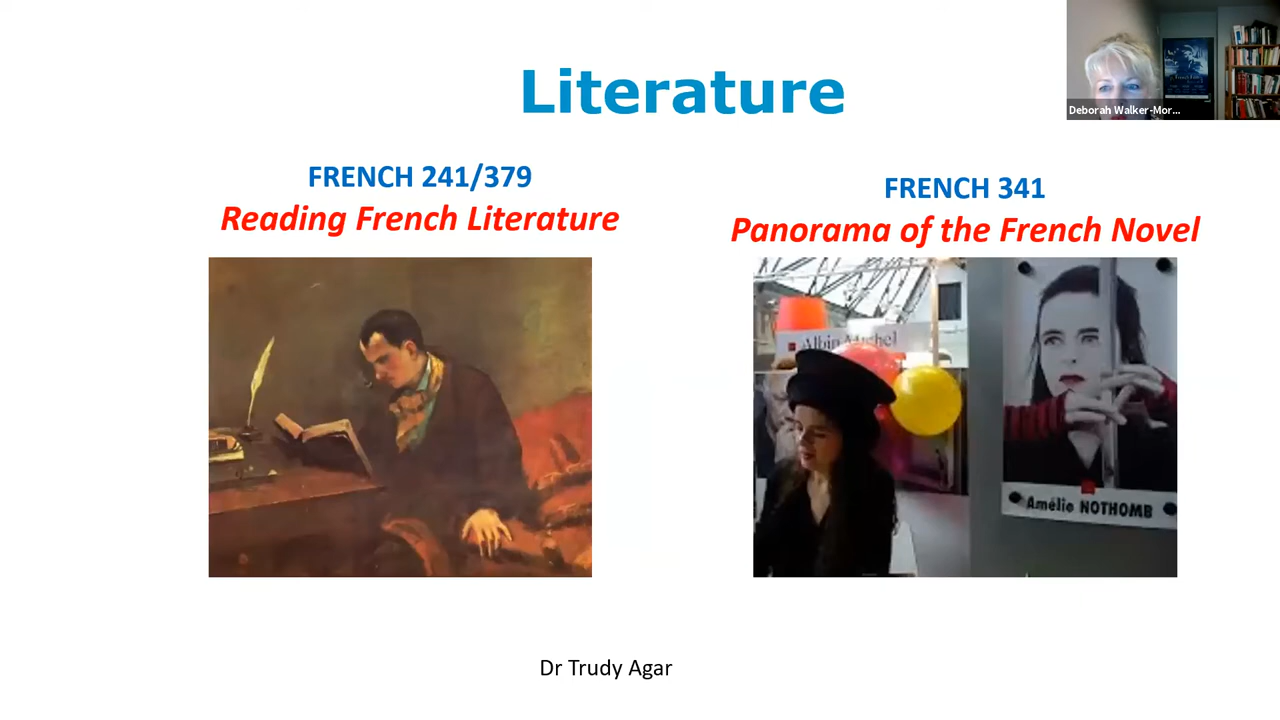 Literature
Deborah Walker-Mor...
FRENCH 241/379
Reading French Literature
FRENCH 341
Panorama of the French Novel
Albin Michel
Amélie NOTHOMB
Dr Trudy Agar